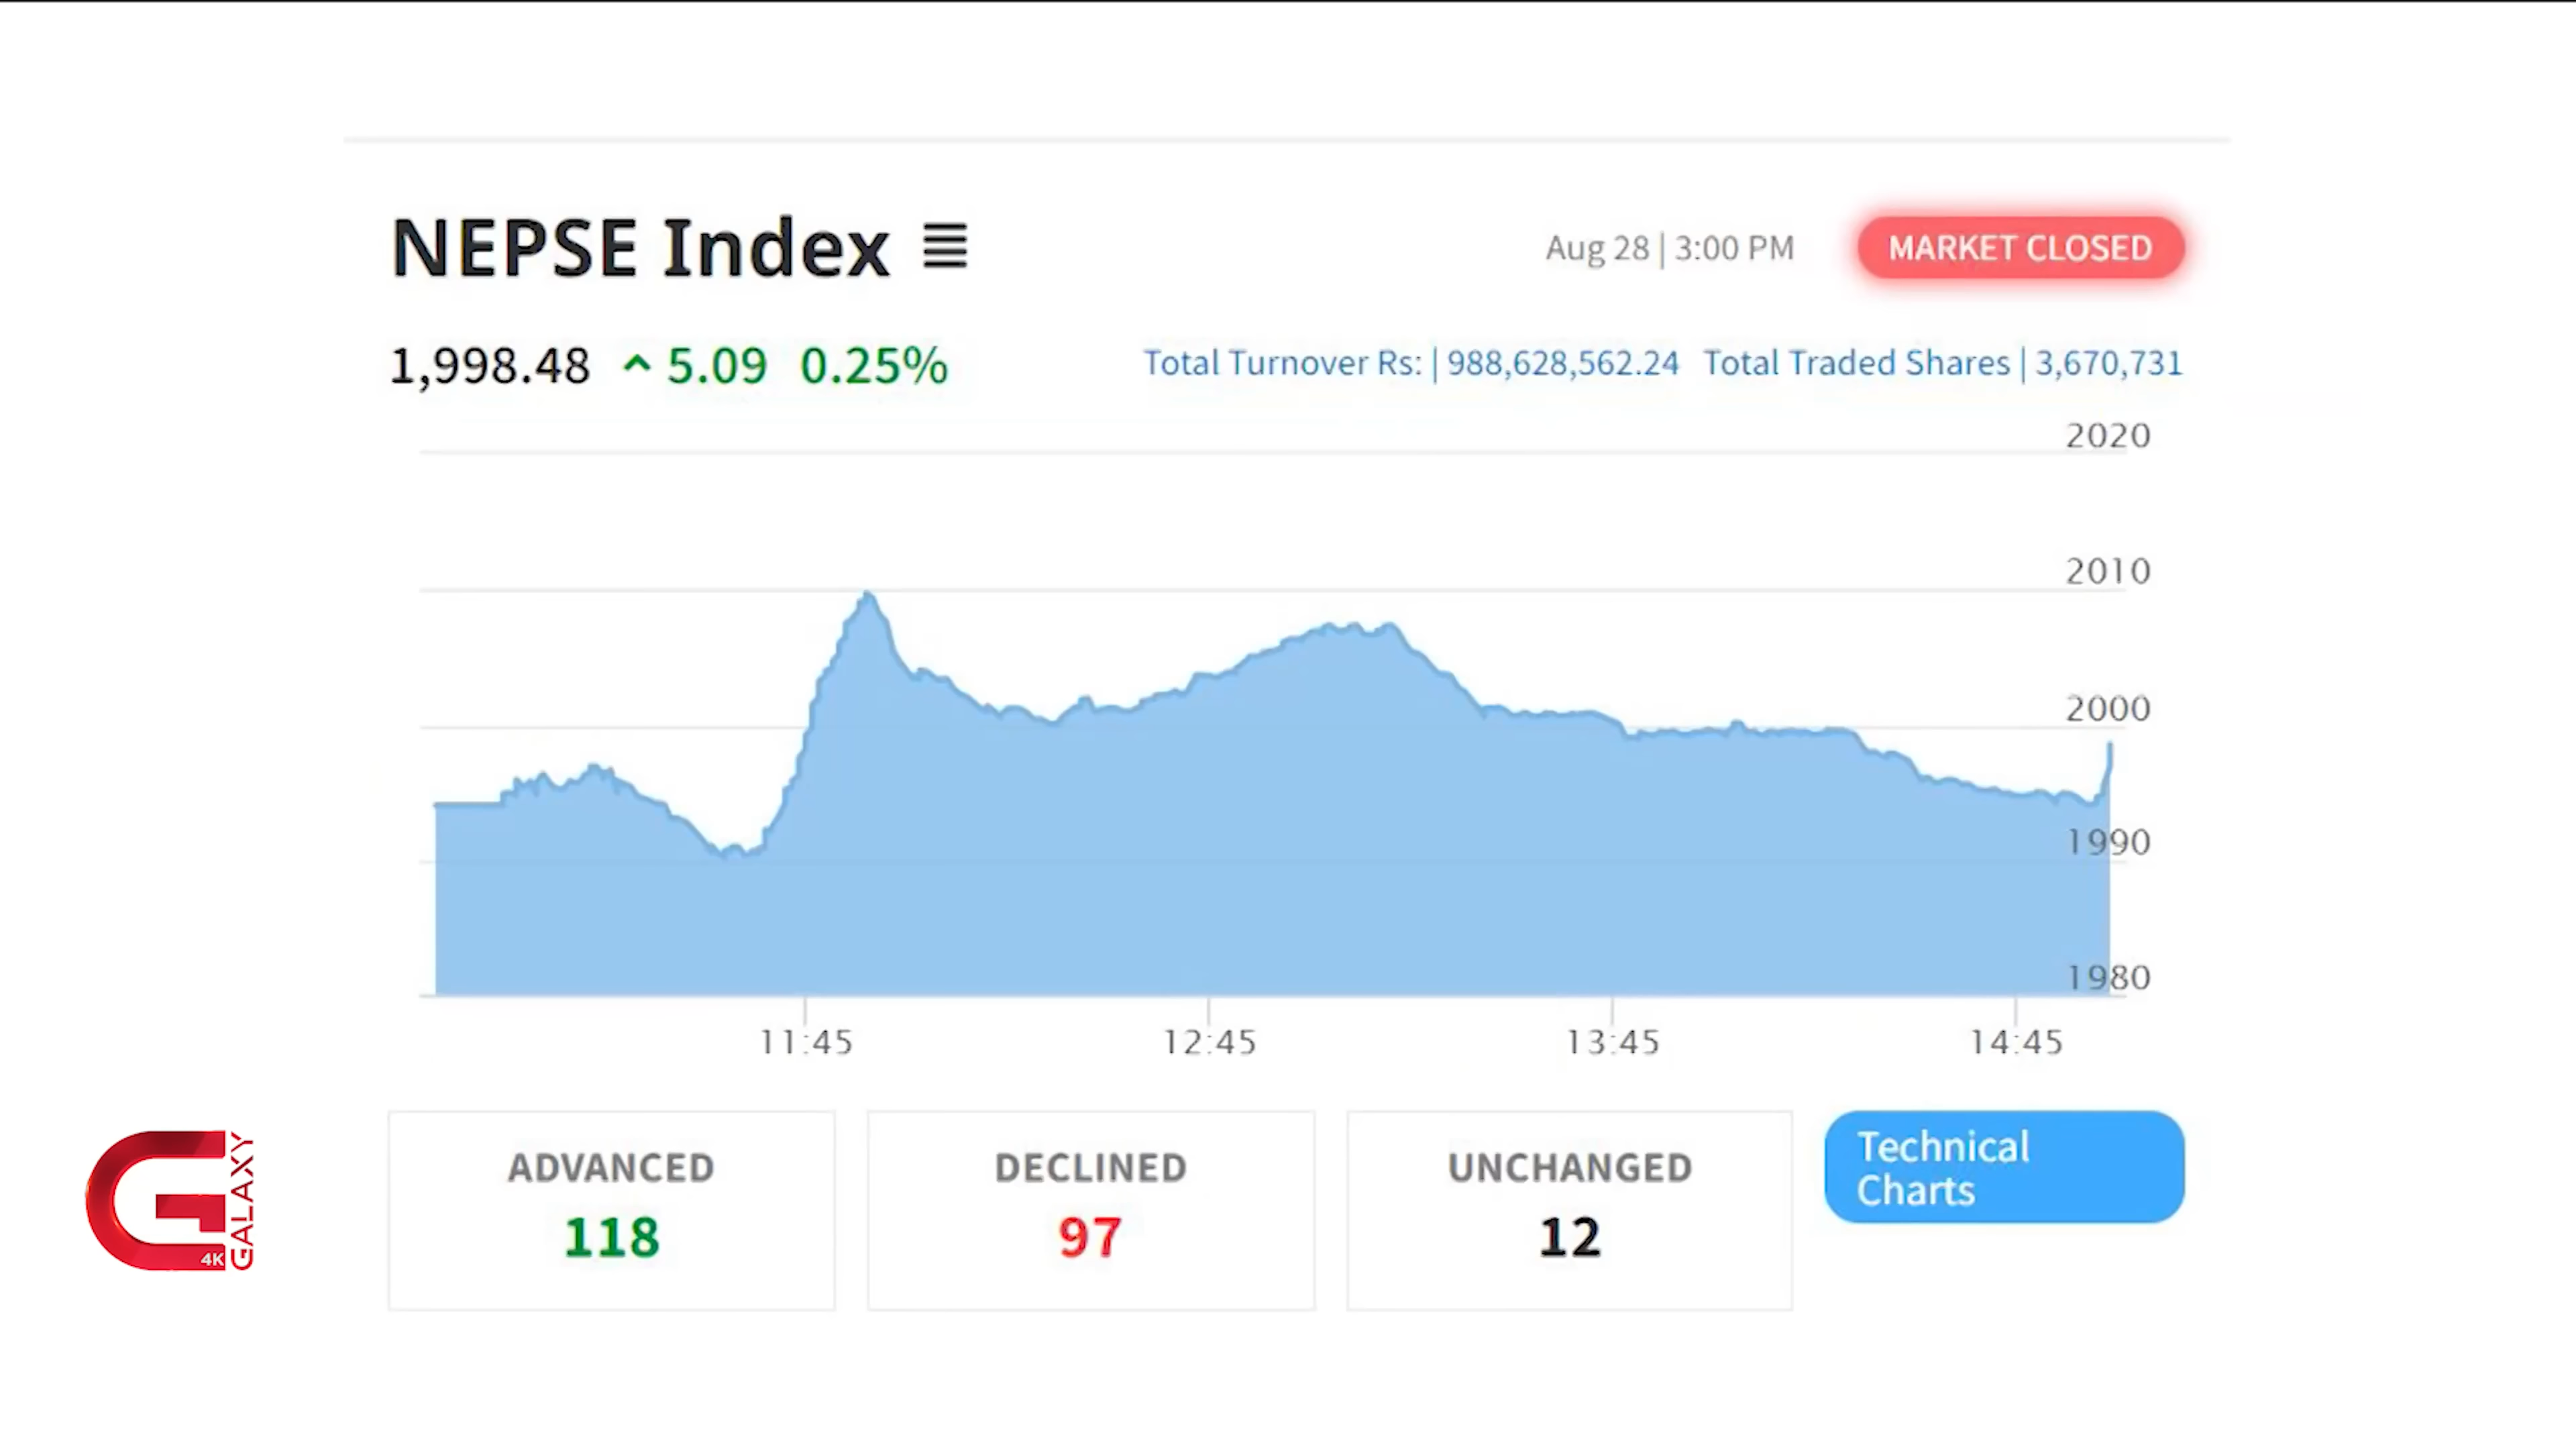 NEPSE Index
Aug 28 | 3:00 PM
MARKET CLOSED
1,998.48 5.09 0.25%
Total Turnover Rs: | 988,628,562.24 Total Traded Shares | 3,670,731
2020
2010
2000
1990
1980
11:45 12:45 13:45 14:45
ADVANCED
118
DECLINED
97
UNCHANGED
12
Technical
Charts
4K
GALAXY